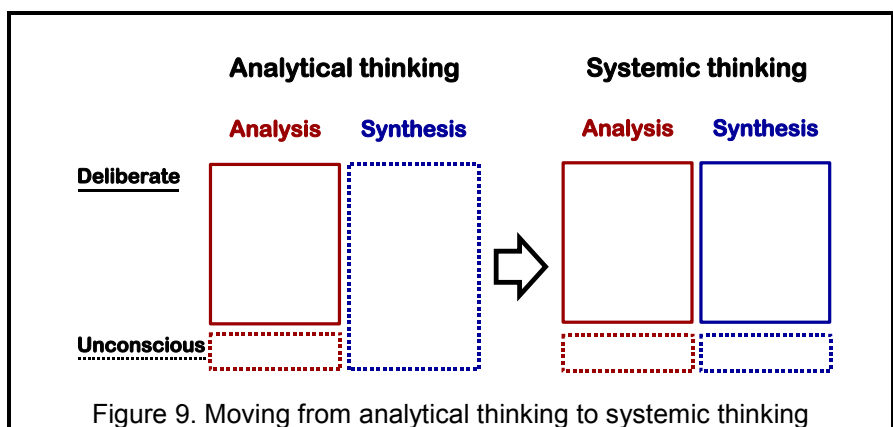 Analytical thinking Systemic thinking
Analysis Synthesis Analysis Synthesis
Deliberate
Unconscious
Figure 9. Moving from analytical thinking to systemic thinking